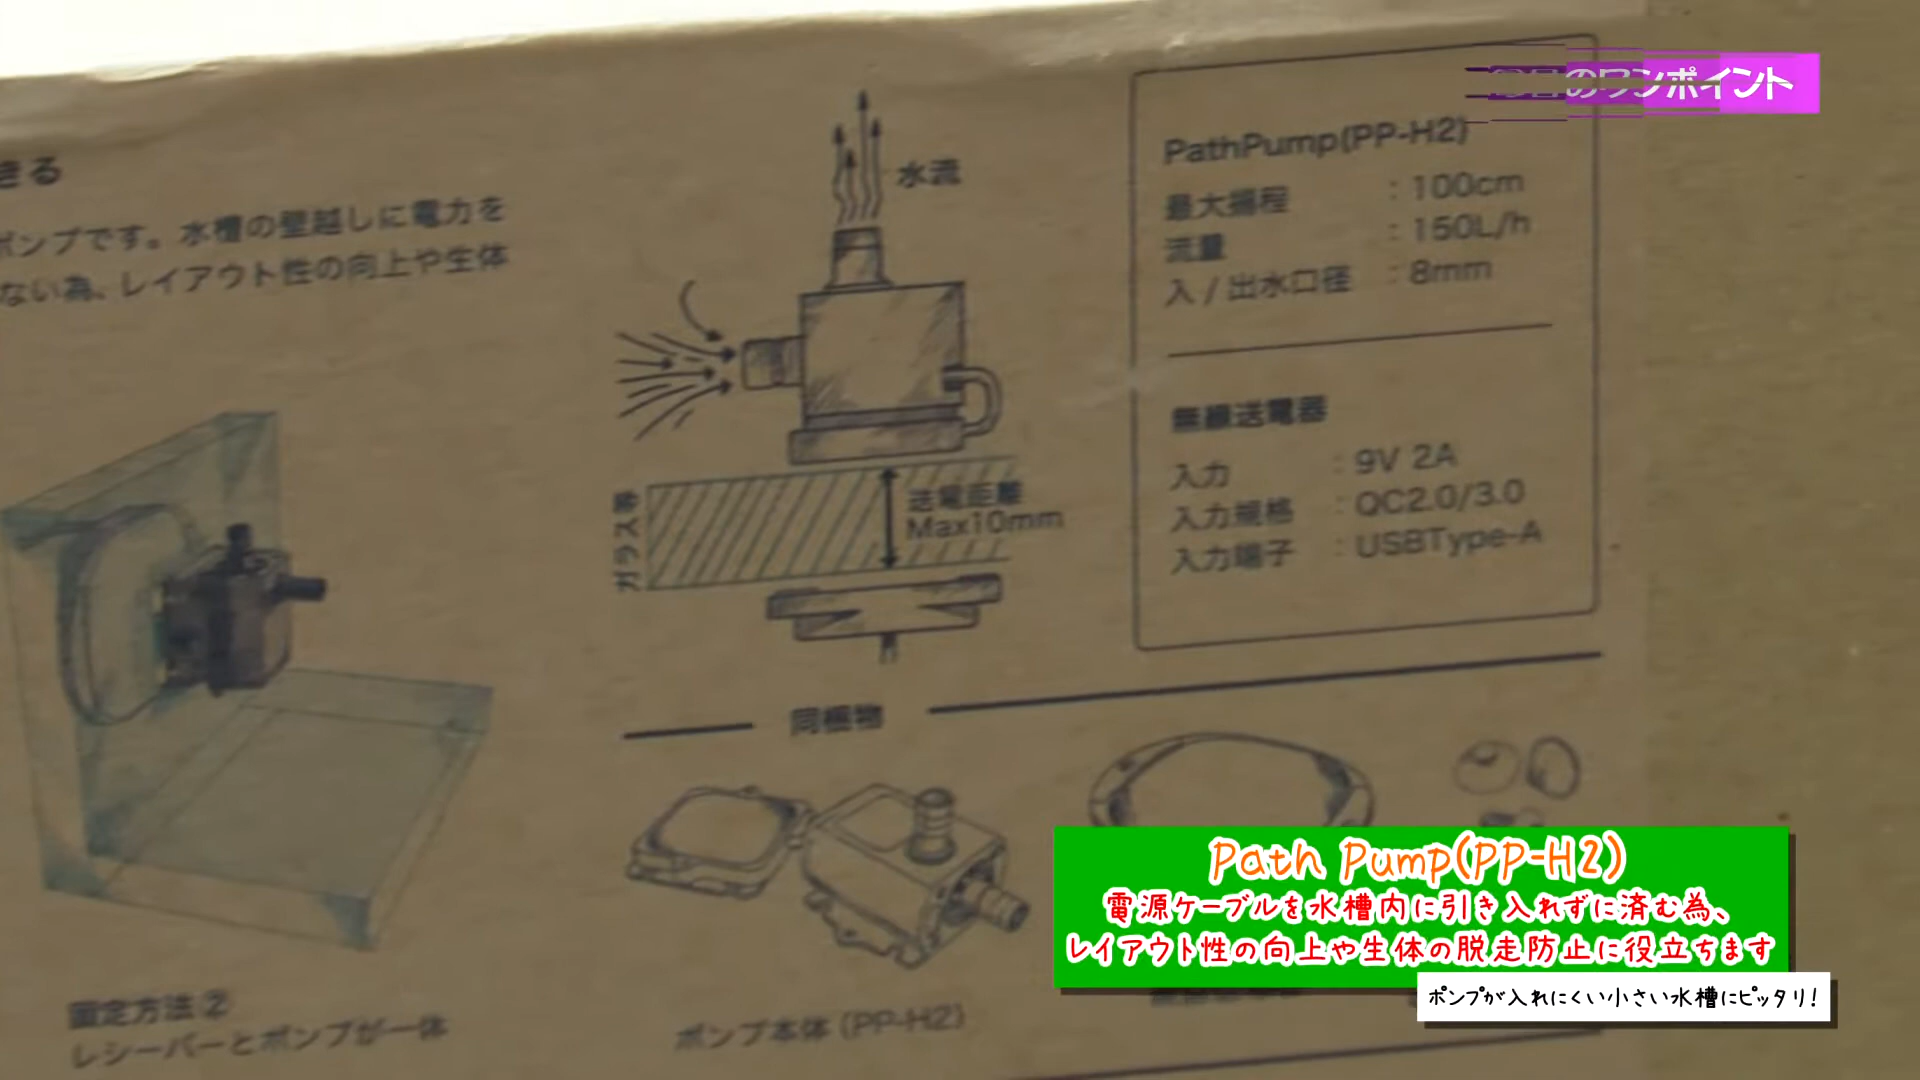 のワンポイント
きる
ポンプです。水槽の壁越しに電力を
ない為、レイアウト性の向上や生体
水流
ガラス等
送電距離
Max10mm
PathPump(PP-H2)
最大揚程 : 100cm
流量 : 150L/h
入/出水口径 : 8mm
無線送電器
入力 : 9V 2A
入力規格 : QC2.0/3.0
入力端子 : USBType-A
同梱物
固定方法②
レシーバーとポンプが一体
ポンプ本体(PP-H2)
Path Pump(PP-H2)
電源ケーブルを水槽内に引き入れずに済む為、
レイアウト性の向上や生体の脱走防止に役立ちます
ポンプが入れにくい小さい水槽にピッタリ!